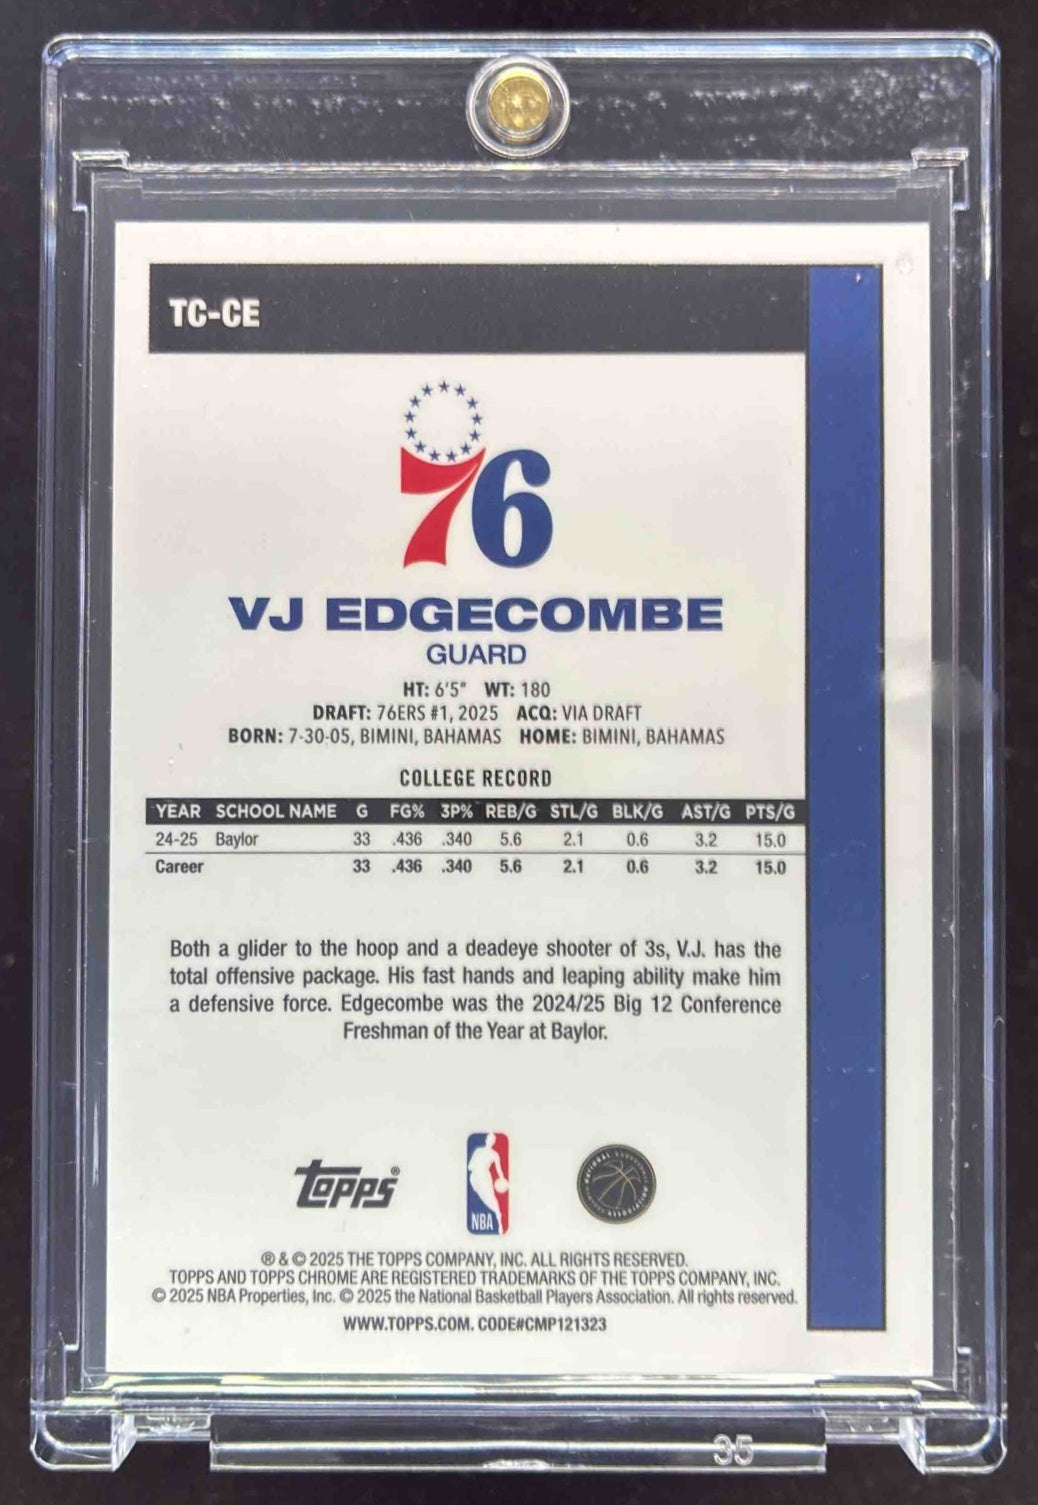 TC-CE
76
VJ EDGECOMBE
GUARD
HT: 6'5" WT: 180
DRAFT: 76ERS #1, 2025 ACQ: VIA DRAFT
BORN: 7-30-05, BIMINI, BAHAMAS HOME: BIMINI, BAHAMAS
COLLEGE RECORD
YEAR SCHOOL NAME G FG% 3P% REB/G STL/G BLK/G AST/G PTS/G
24-25 Baylor 33 .436 .340 5.6 2.1 0.6 3.2 15.0
Career 33 .436 .340 5.6 2.1 0.6 3.2 15.0
Both a glider to the hoop and a deadeye shooter of 3s, V.J. has the
total offensive package. His fast hands and leaping ability make him
a defensive force. Edgecombe was the 2024/25 Big 12 Conference
Freshman of the Year at Baylor.
Topps®
NBA
NATIONAL BASKETBALL
ASSOCIATION
® & © 2025 THE TOPPS COMPANY, INC. ALL RIGHTS RESERVED.
TOPPS AND TOPPS CHROME ARE REGISTERED TRADEMARKS OF THE TOPPS COMPANY, INC.
© 2025 NBA Properties, Inc. © 2025 the National Basketball Players Association. All rights reserved.
WWW.TOPPS.COM. CODE#CMP121323
35